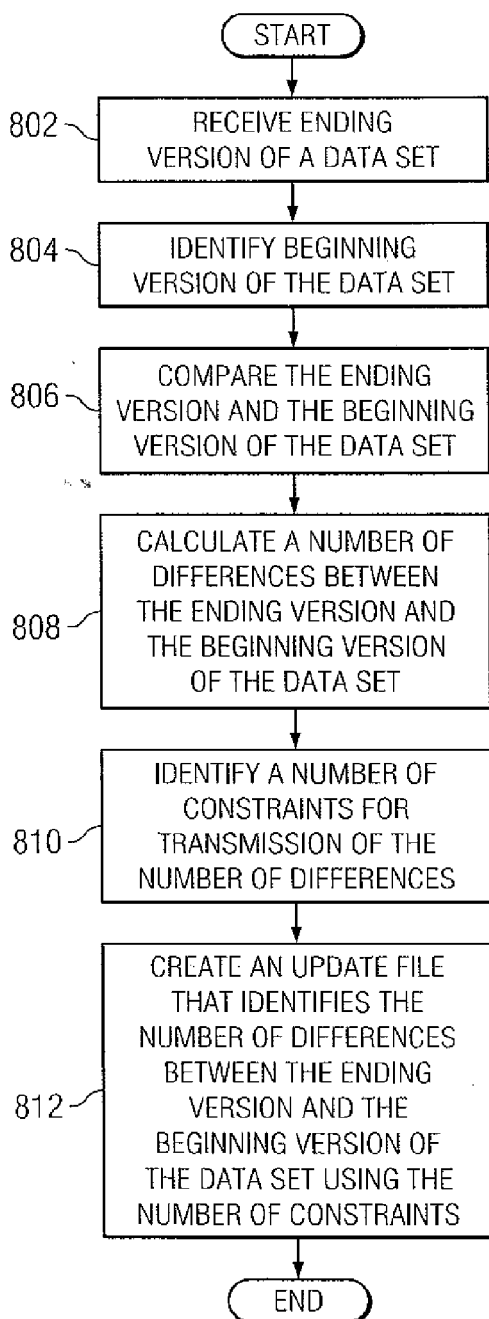 START
802
RECEIVE ENDING
VERSION OF A DATA SET
804
IDENTIFY BEGINNING
VERSION OF THE DATA SET
806
COMPARE THE ENDING
VERSION AND THE BEGINNING
VERSION OF THE DATA SET
808
CALCULATE A NUMBER OF
DIFFERENCES BETWEEN
THE ENDING VERSION AND
THE BEGINNING VERSION
OF THE DATA SET
810
IDENTIFY A NUMBER OF
CONSTRAINTS FOR
TRANSMISSION OF THE
NUMBER OF DIFFERENCES
812
CREATE AN UPDATE FILE
THAT IDENTIFIES THE
NUMBER OF DIFFERENCES
BETWEEN THE ENDING
VERSION AND THE
BEGINNING VERSION OF
THE DATA SET USING THE
NUMBER OF CONSTRAINTS
END